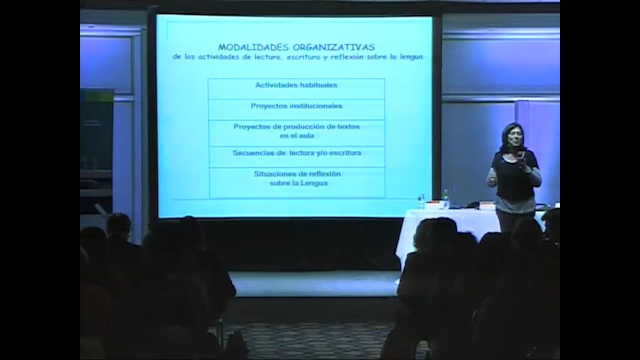 MODALIDADES ORGANIZATIVAS
de las actividades de lectura, escritura y reflexión sobre la lengua
Actividades habituales
Proyectos institucionales
Proyectos de producción de textos
en el aula
Secuencias de lectura y/o escritura
Situaciones de reflexión
sobre la Lengua